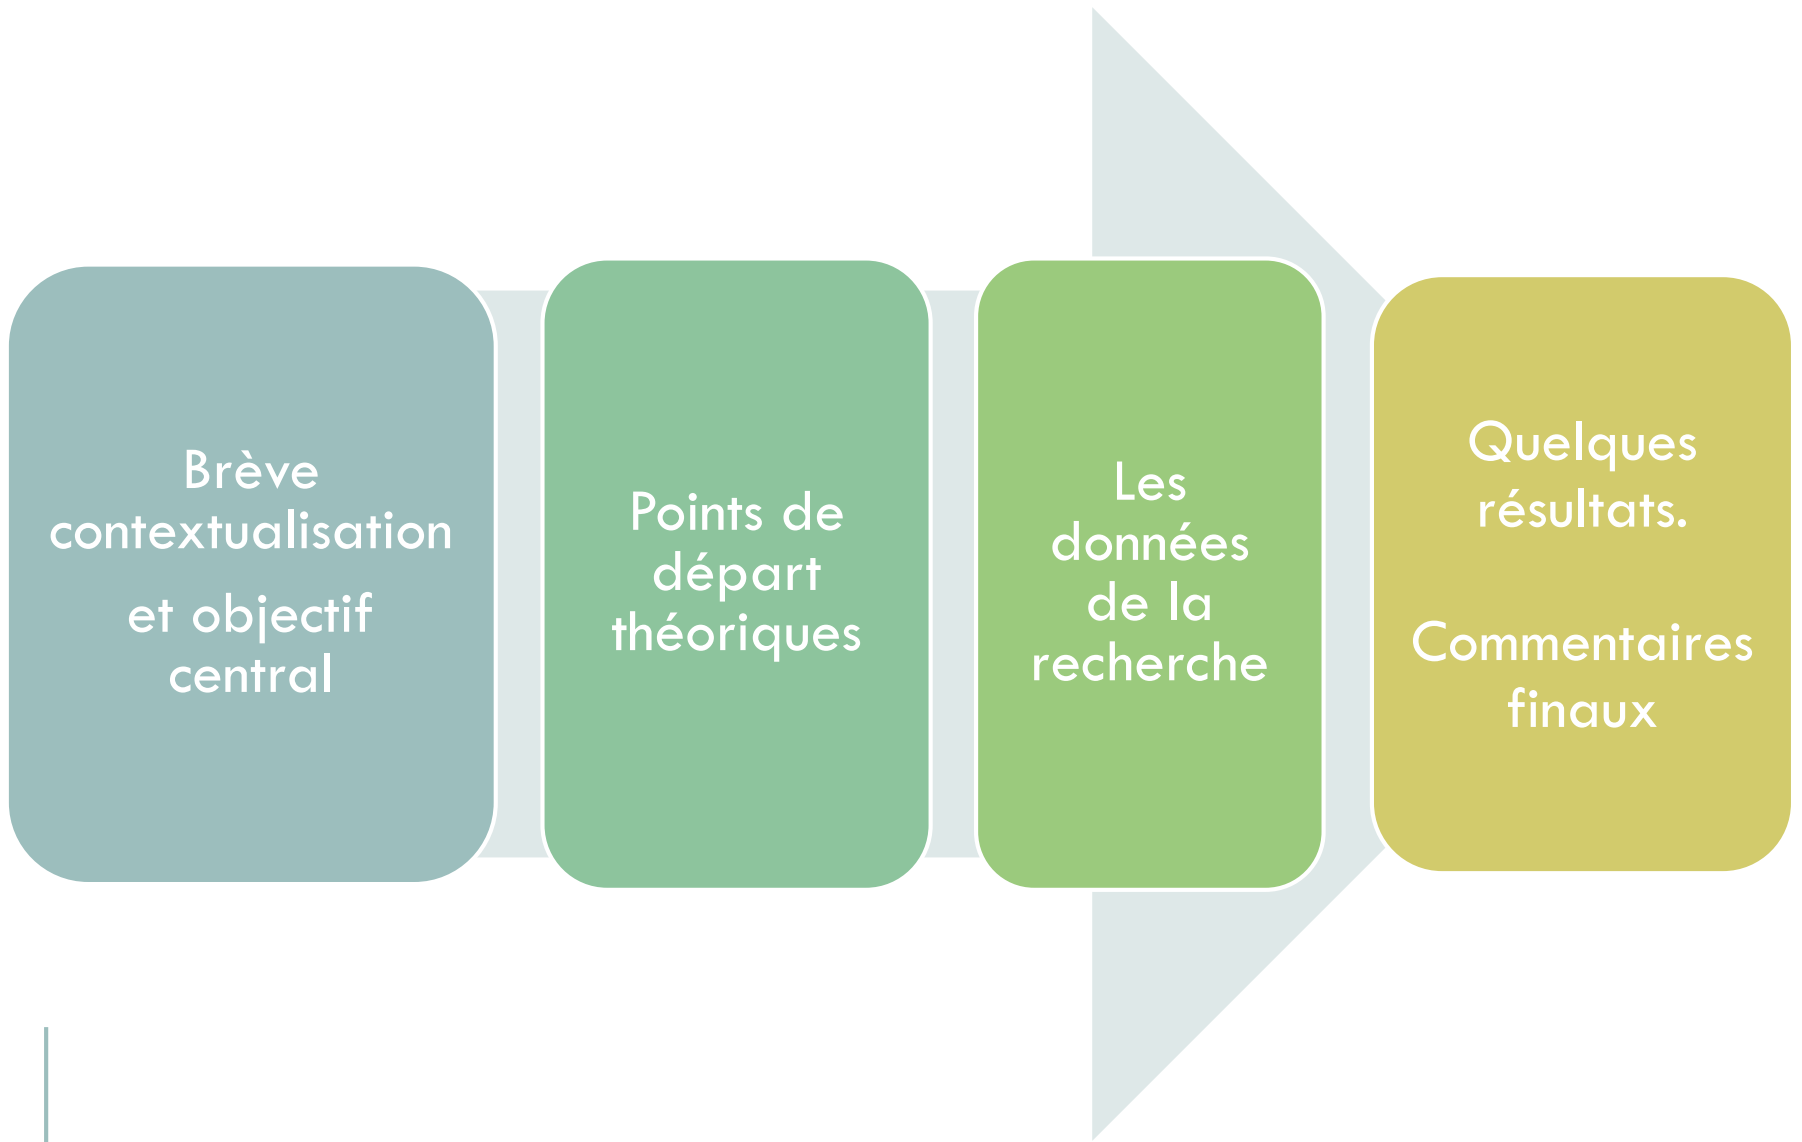 Brève
contextualisation
et objectif
central
Points de
départ
théoriques
Les
données
de la
recherche
Quelques
résultats.
Commentaires
finaux